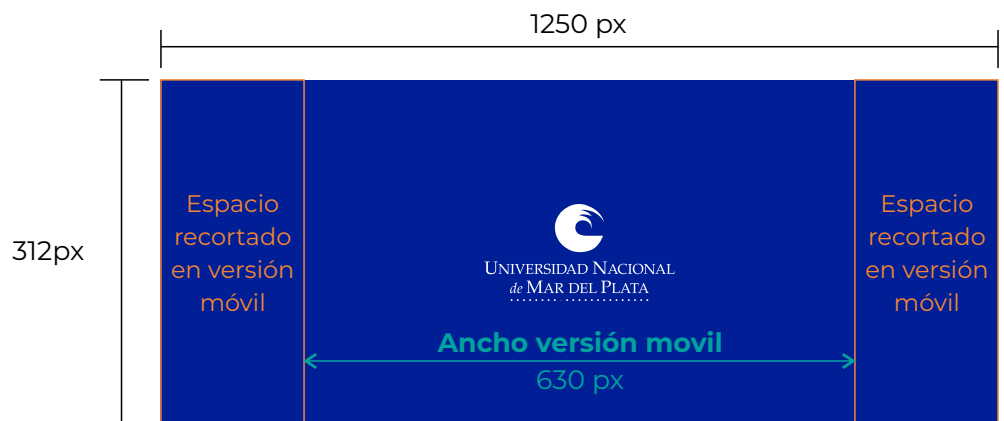 1250 px
312px
Espacio
recortado
en versión
móvil
UNIVERSIDAD NACIONAL
de MAR DEL PLATA
Ancho versión movil
630 px
Espacio
recortado
en versión
móvil